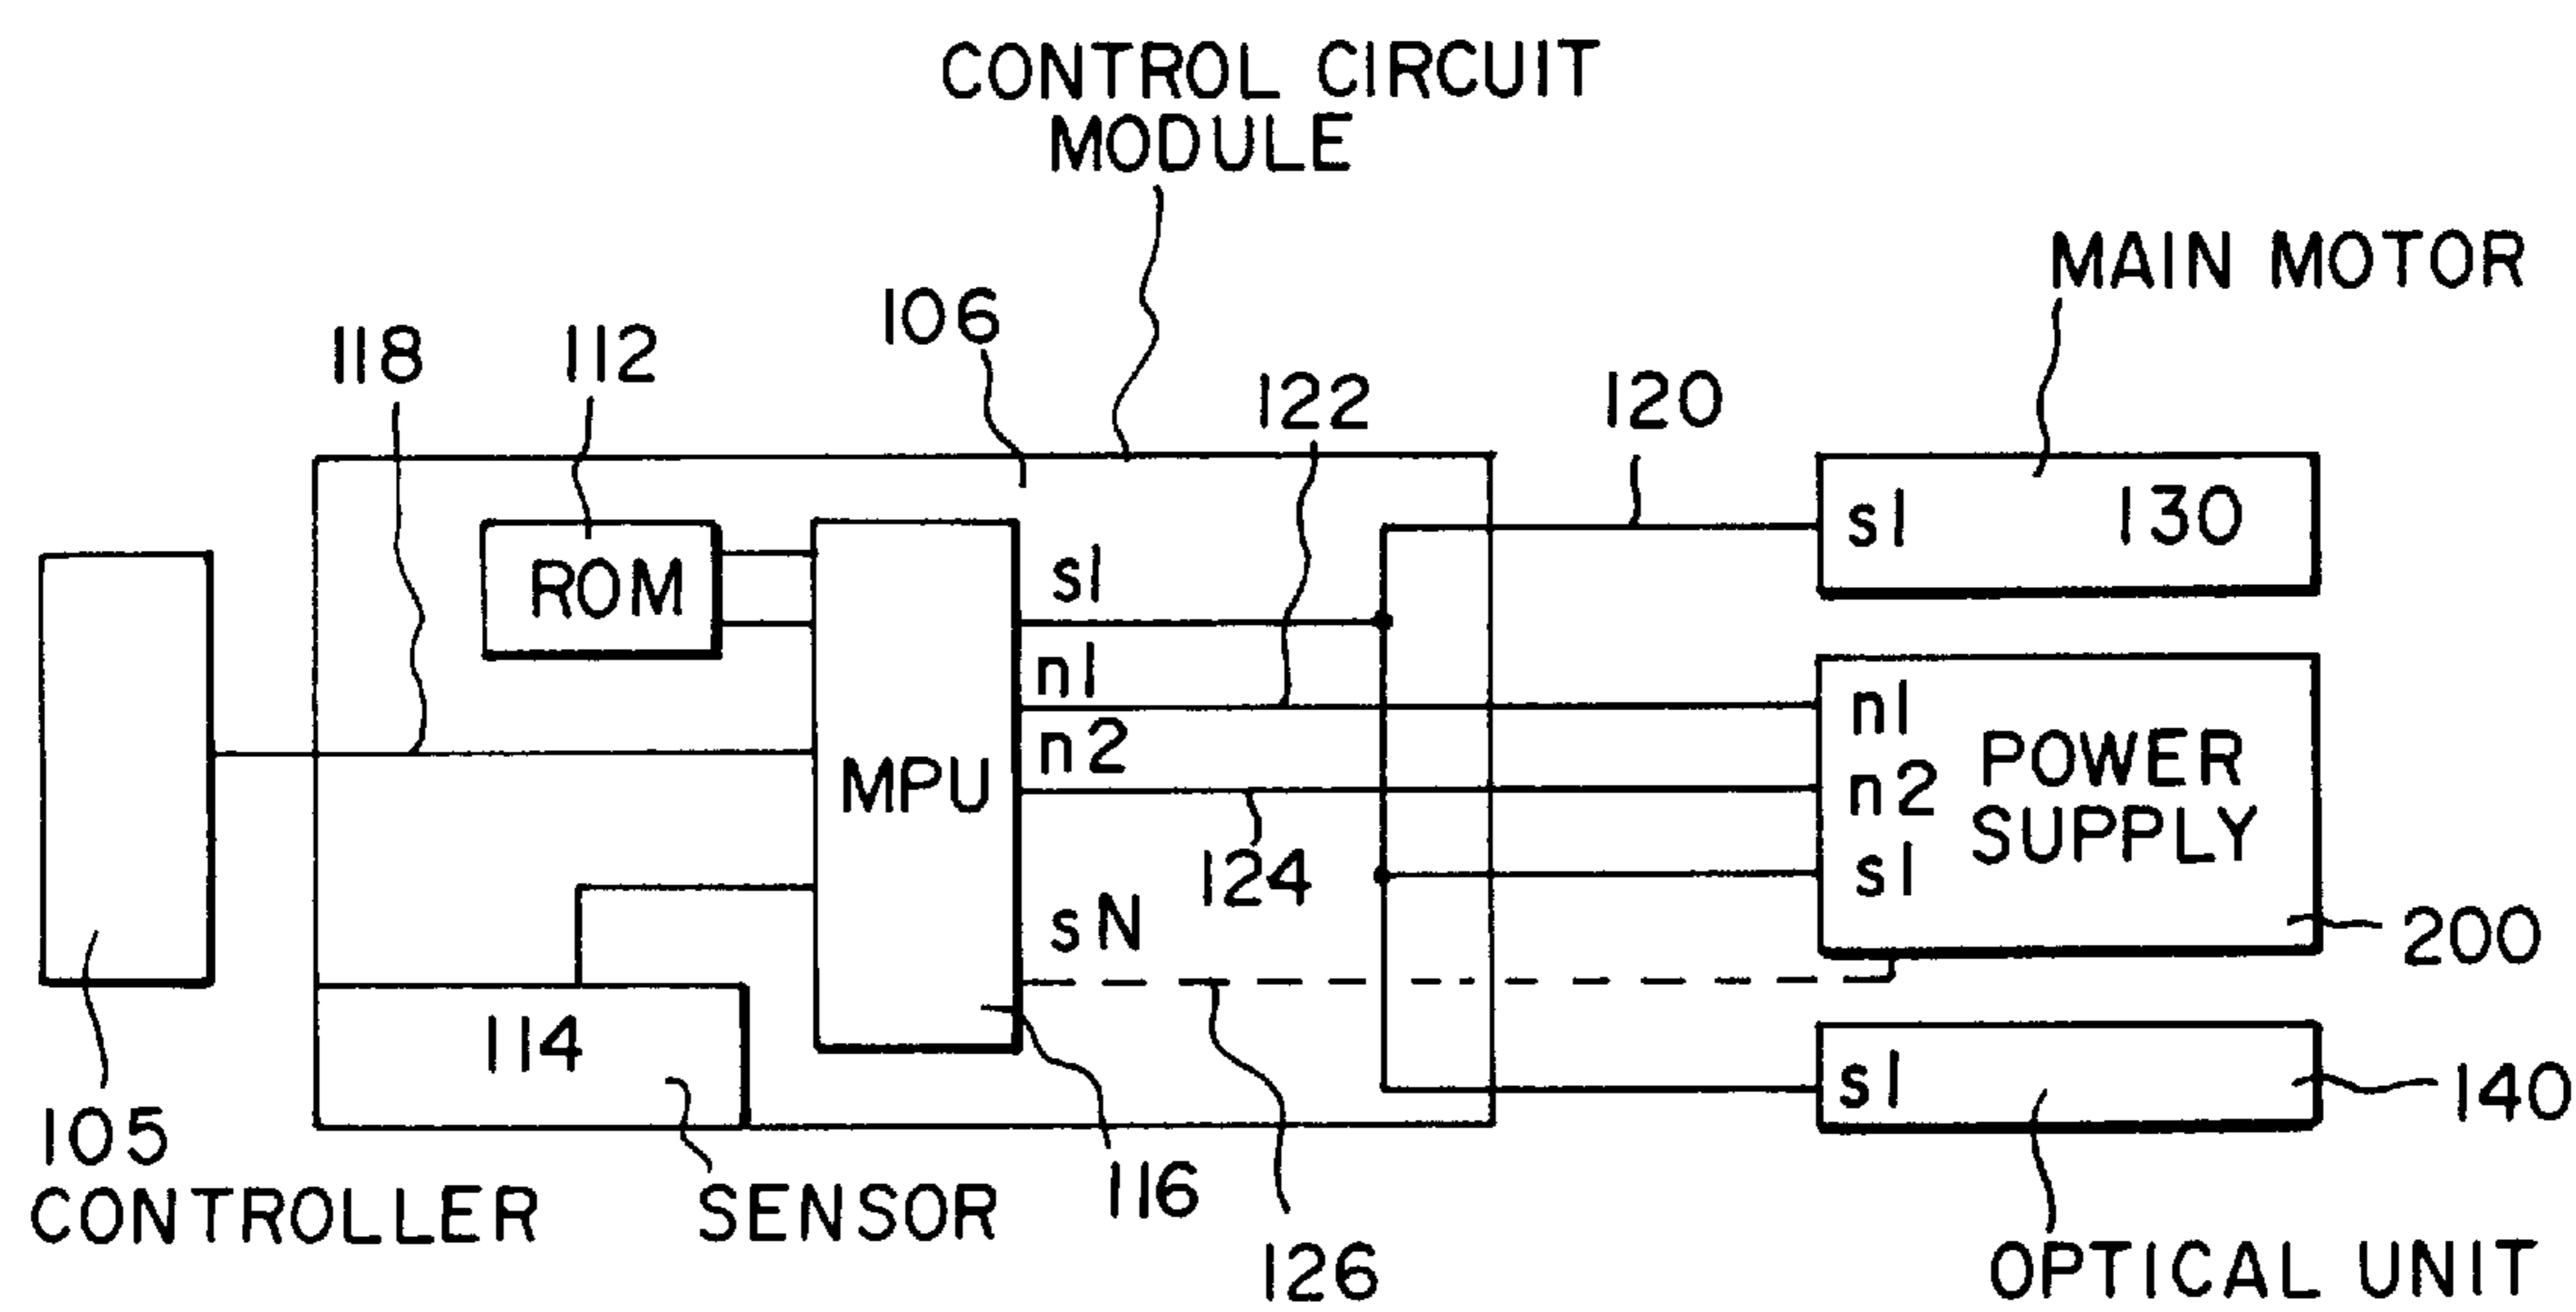 CONTROL CIRCUIT
MODULE
MAIN MOTOR
106
118
112
122
120
s1
130
ROM
s1
n1
n1
n2
MPU
POWER
n2
SUPPLY
124
s1
sN
200
114
s1
140
105
116
CONTROLLER
SENSOR
126
OPTICAL UNIT